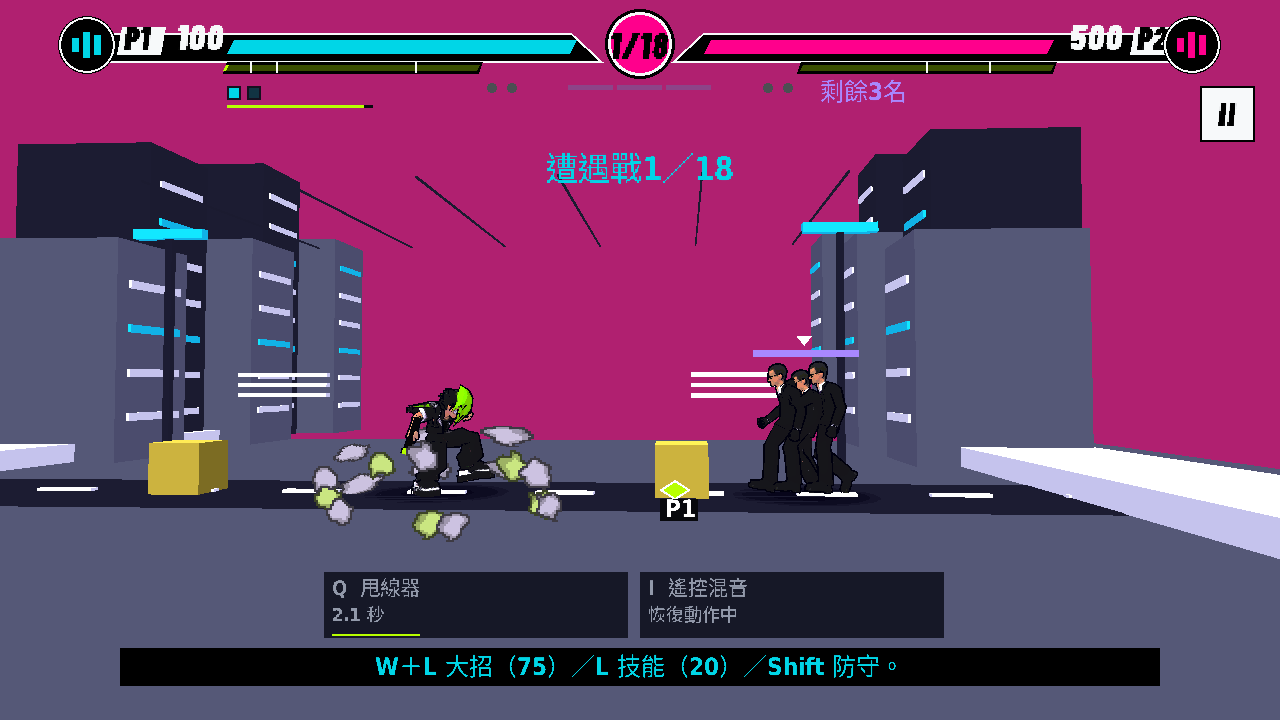 P1 100
1/18
500 P2
剩餘3名
遭遇戰1／18
P1
Q 甩線器
2.1 秒
I 遙控混音
恢復動作中
W＋L 大招（75）／L 技能（20）／Shift 防守。